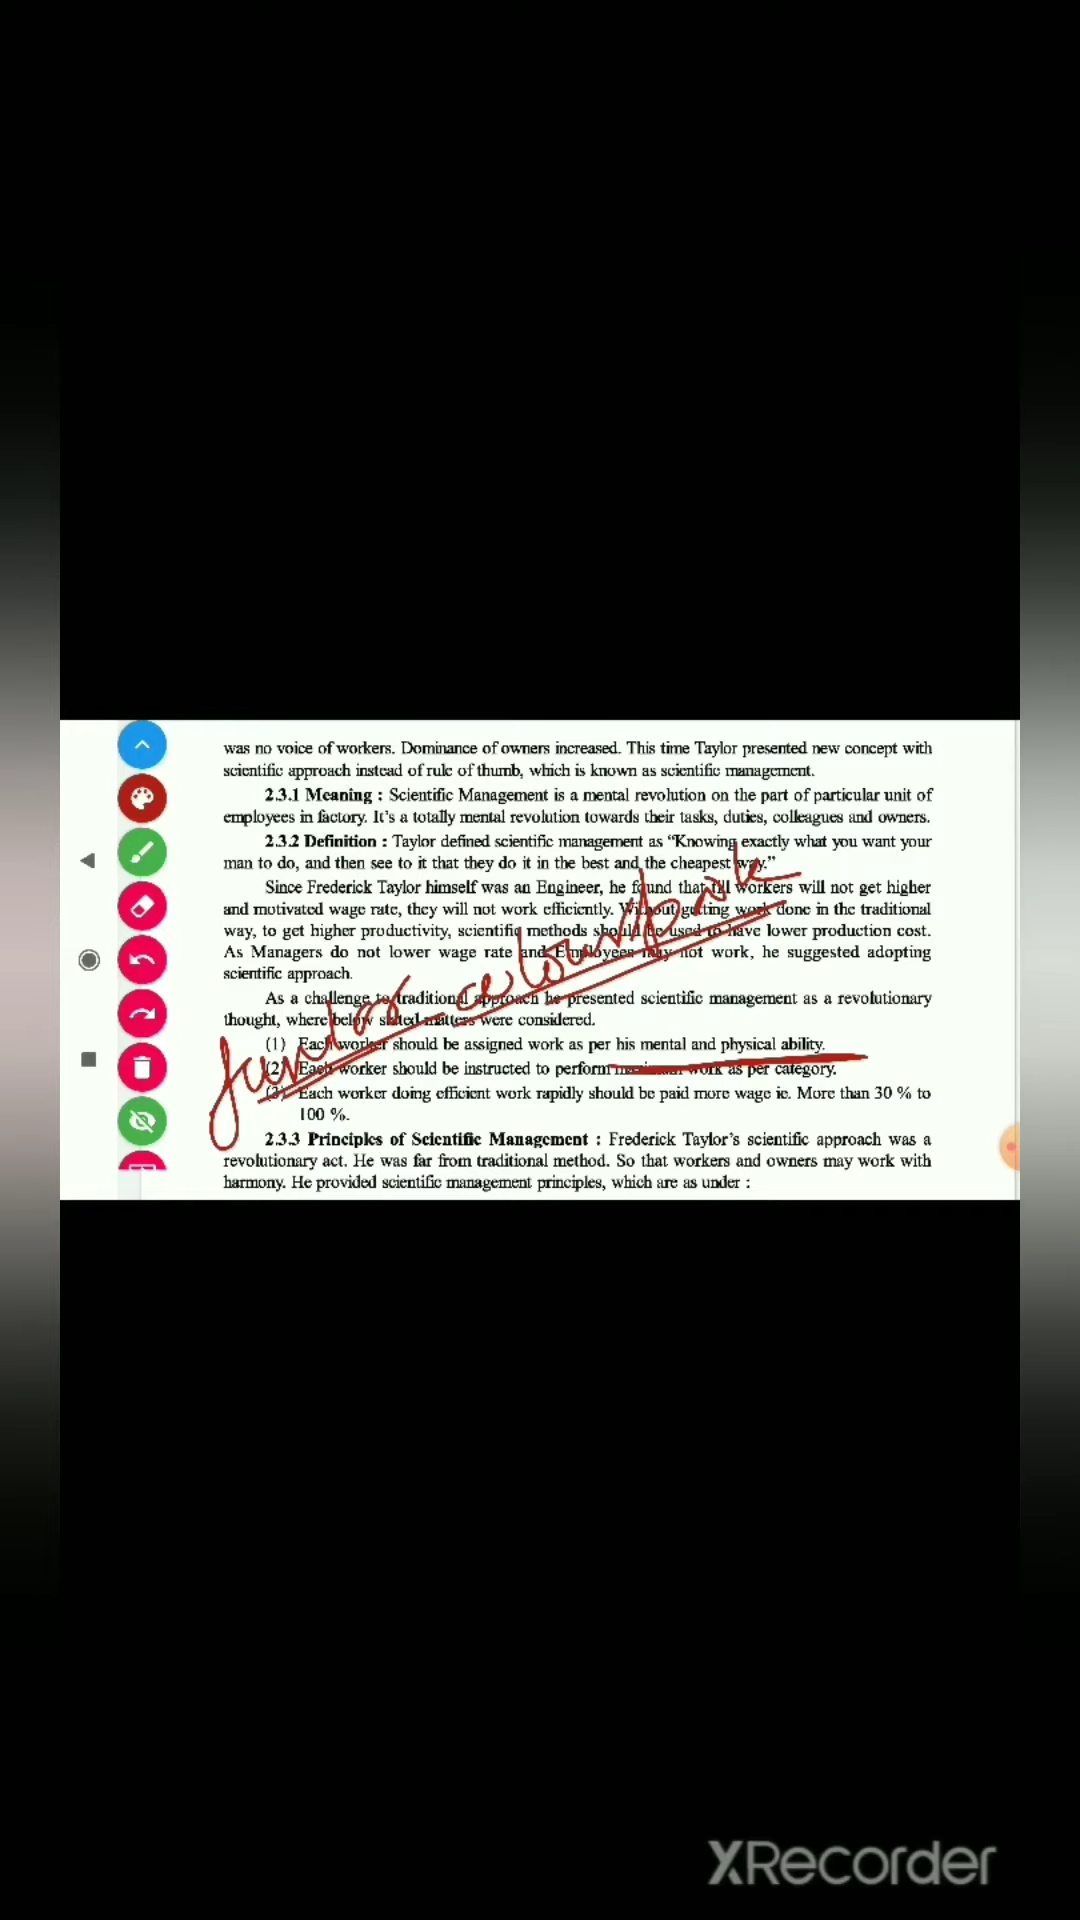 was no voice of workers. Dominance of owners increased. This time Taylor presented new concept with
scientific approach instead of rule of thumb, which is known as scientific management.
2.3.1 Meaning : Scientific Management is a mental revolution on the part of particular unit of
employees in factory. It's a totally mental revolution towards their tasks, duties, colleagues and owners.
2.3.2 Definition : Taylor defined scientific management as “Knowing exactly what you want your
man to do, and then see to it that they do it in the best and the cheapest way.”
Since Frederick Taylor himself was an Engineer, he found that till workers will not get higher
and motivated wage rate, they will not work efficiently. Without getting work done in the traditional
way, to get higher productivity, scientific methods should be used to have lower production cost.
As Managers do not lower wage rate and Employees may not work, he suggested adopting
scientific approach.
As a challenge to traditional approach he presented scientific management as a revolutionary
thought, where below stated matters were considered.
(1) Each worker should be assigned work as per his mental and physical ability.
(2) Each worker should be instructed to perform work as per category.
(3) Each worker doing efficient work rapidly should be paid more wage ie. More than 30 % to
100 %.
2.3.3 Principles of Scientific Management : Frederick Taylor's scientific approach was a
revolutionary act. He was far from traditional method. So that workers and owners may work with
harmony. He provided scientific management principles, which are as under :
XRecorder